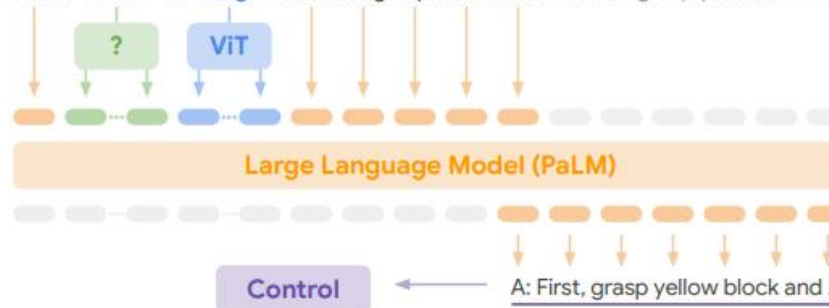 ?
ViT
Large Language Model (PaLM)
Control
A: First, grasp yellow block and